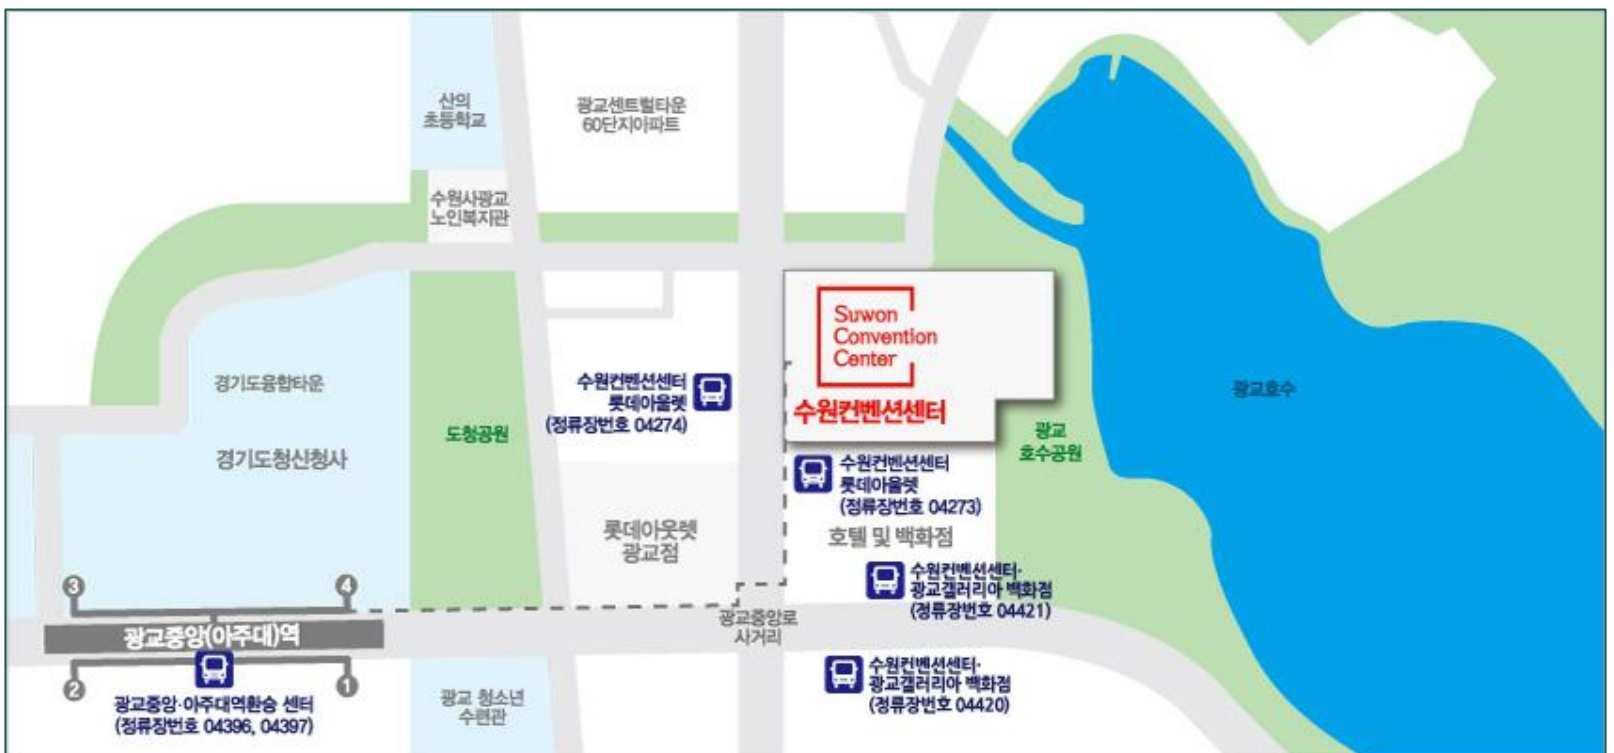 산의
초등학교
광교센트럴타운
60단지아파트
수원시광교
노인복지관
Suwon
Convention
Center
수원컨벤션센터
경기도융합타운
경기도청신청사
도청공원
수원컨벤션센터
롯데아울렛
(정류장번호 04274)
광교호수
광교
호수공원
수원컨벤션센터
롯데아울렛
(정류장번호 04273)
롯데아웃렛
광교점
호텔 및 백화점
수원컨벤션센터·
광교갤러리아 백화점
(정류장번호 04421)
3
4
광교중앙(아주대)역
광교중앙로
사거리
2
1
광교중앙·아주대역환승 센터
(정류장번호 04396, 04397)
광교 청소년
수련관
수원컨벤션센터·
광교갤러리아 백화점
(정류장번호 04420)